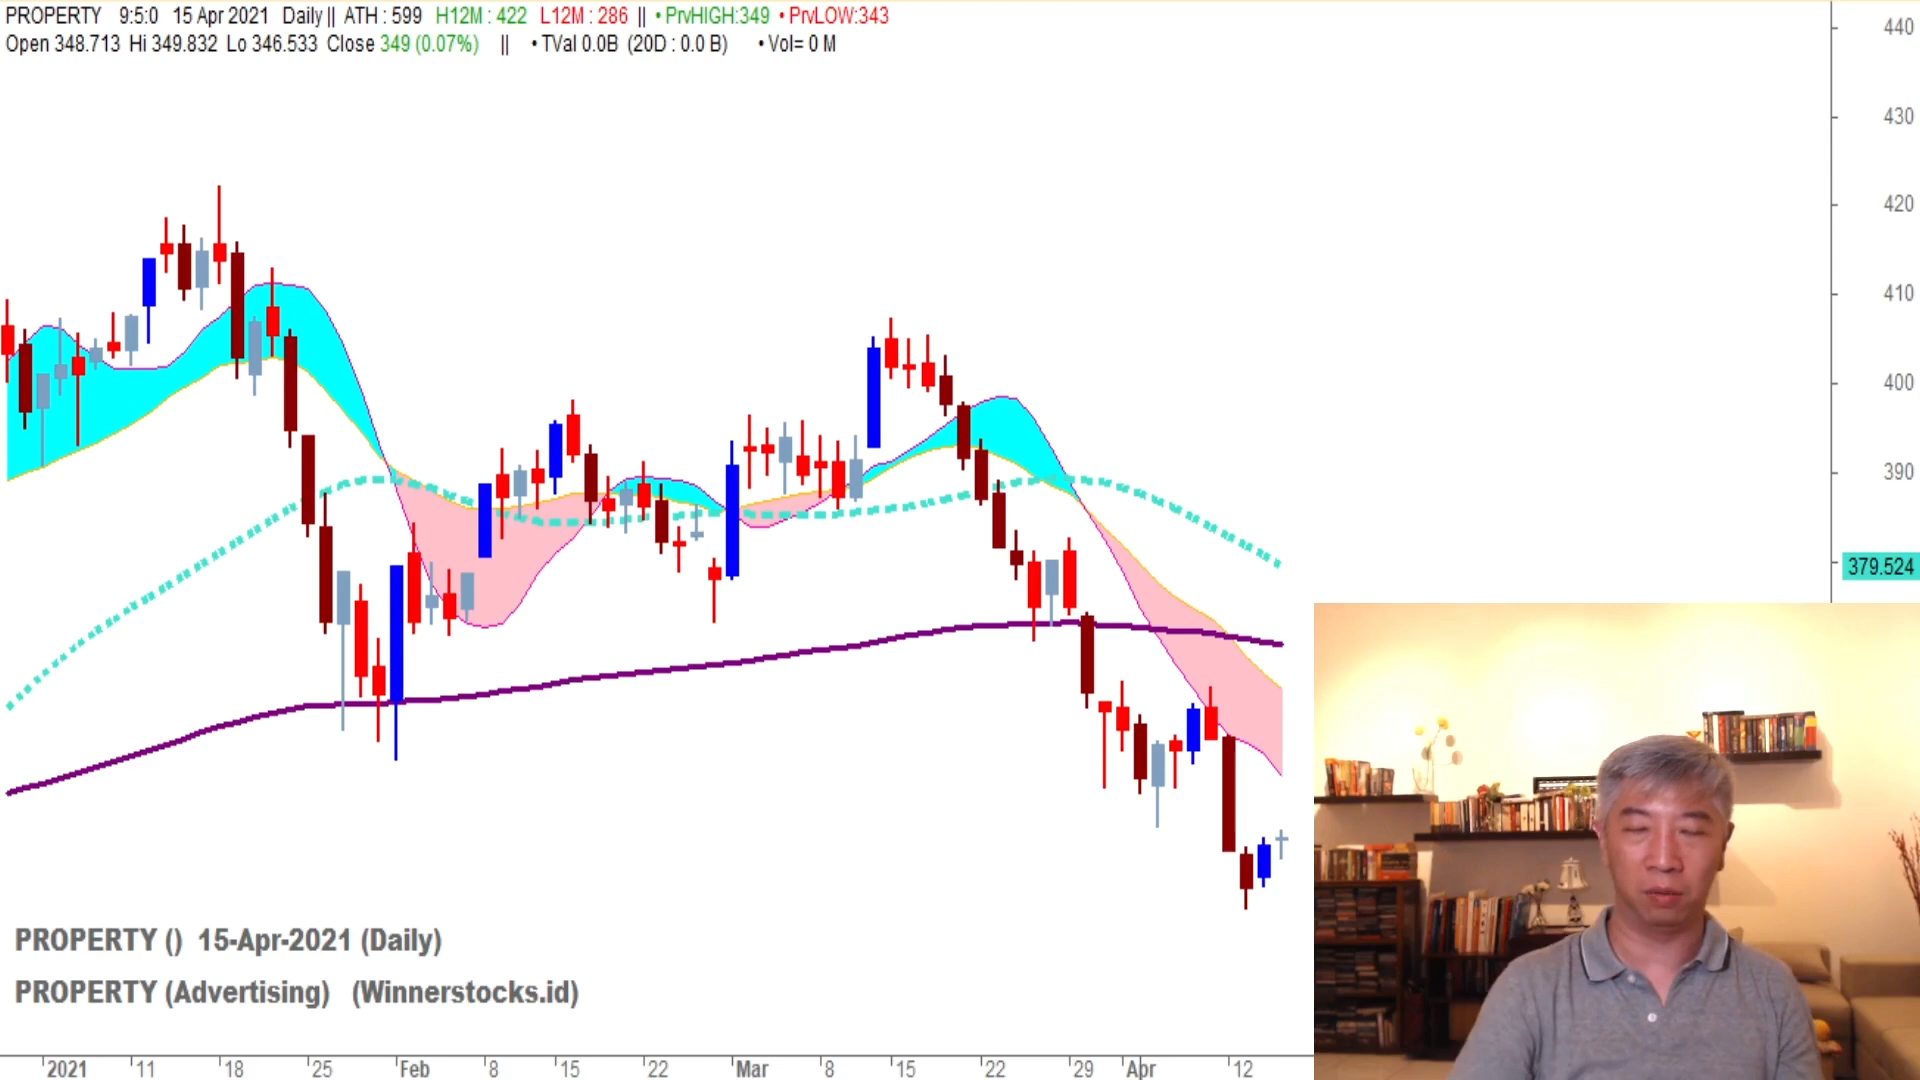 PROPERTY 9:5:0 15 Apr 2021 Daily || ATH : 599 H12M : 422 L12M : 286 || • PrvHIGH:349 • PrvLOW:343
Open 348.713 Hi 349.832 Lo 346.533 Close 349 (0.07%) || • TVal 0.0B (20D : 0.0 B) • Vol= 0 M
440
430
420
410
400
390
379.524
PROPERTY () 15-Apr-2021 (Daily)
PROPERTY (Advertising) (Winnerstocks.id)
2021 11 18 25 Feb 8 15 22 Mar 8 15 22 29 Apr 12